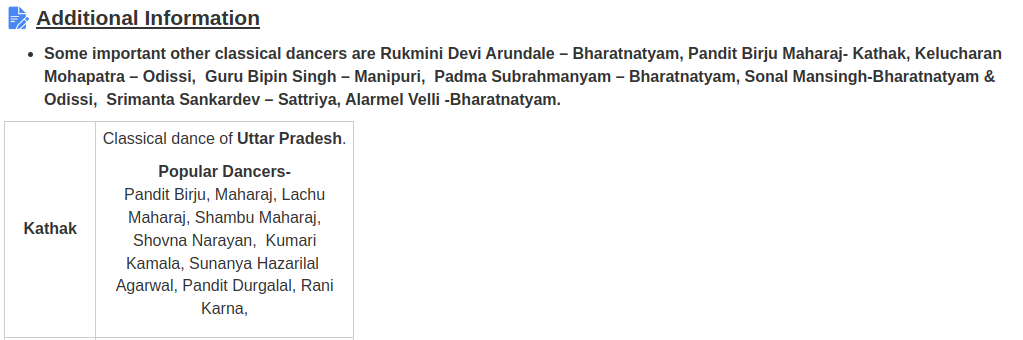 Additional Information
• Some important other classical dancers are Rukmini Devi Arundale – Bharatnatyam, Pandit Birju Maharaj- Kathak, Kelucharan
Mohapatra – Odissi,  Guru Bipin Singh – Manipuri,  Padma Subrahmanyam – Bharatnatyam, Sonal Mansingh-Bharatnatyam &
Odissi,  Srimanta Sankardev – Sattriya, Alarmel Velli -Bharatnatyam.
Kathak
Classical dance of Uttar Pradesh.
Popular Dancers-
Pandit Birju, Maharaj, Lachu
Maharaj, Shambu Maharaj,
Shovna Narayan,  Kumari
Kamala, Sunanya Hazarilal
Agarwal, Pandit Durgalal, Rani
Karna,